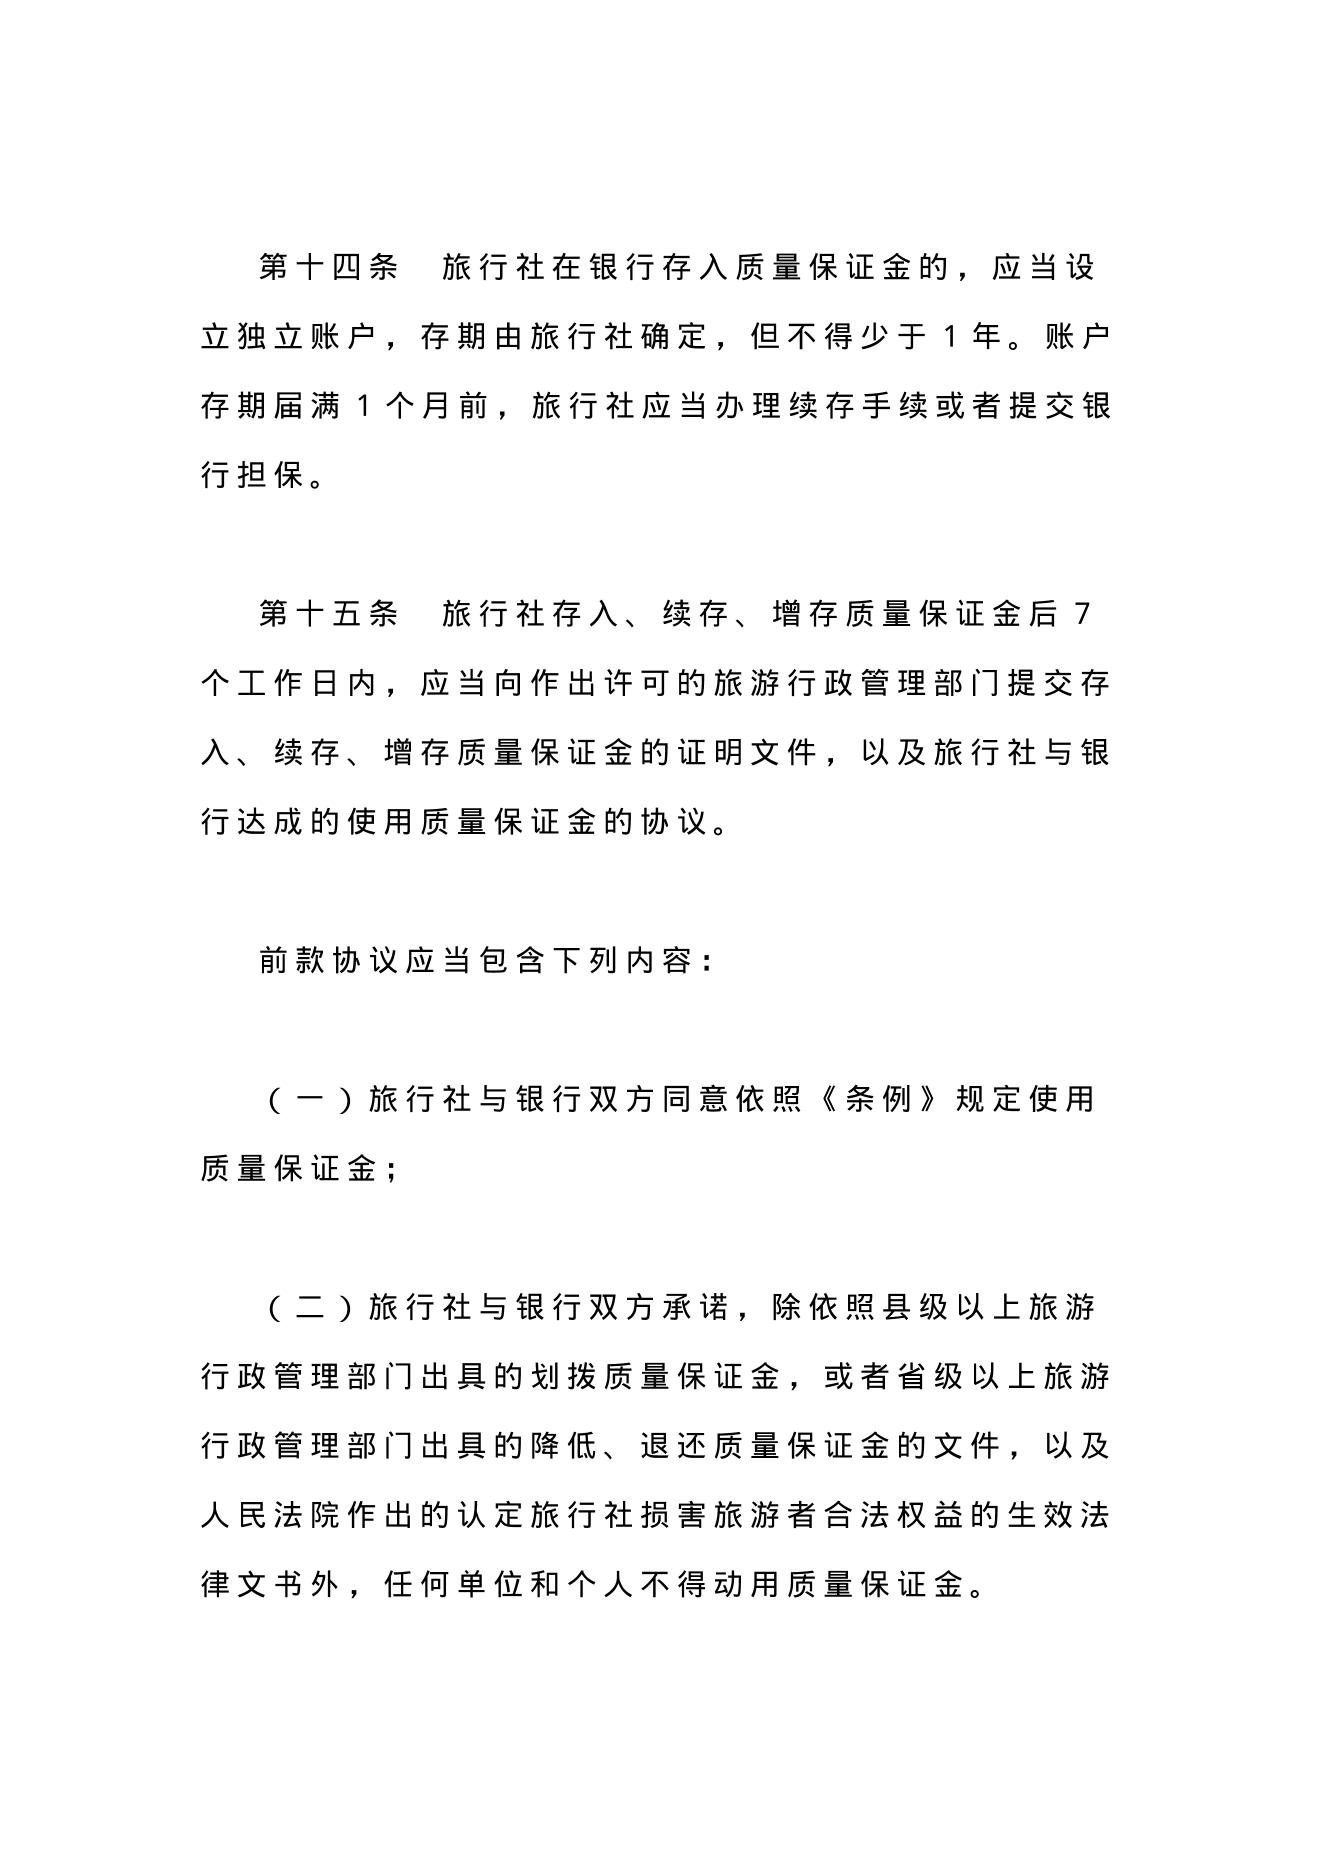 第十四条　旅行社在银行存入质量保证金的，应当设
立独立账户，存期由旅行社确定，但不得少于 1 年。账户
存期届满 1 个月前，旅行社应当办理续存手续或者提交银
行担保。
第十五条　旅行社存入、续存、增存质量保证金后 7
个工作日内，应当向作出许可的旅游行政管理部门提交存
入、续存、增存质量保证金的证明文件，以及旅行社与银
行达成的使用质量保证金的协议。
前款协议应当包含下列内容：
（一）旅行社与银行双方同意依照《条例》规定使用
质量保证金；
（二）旅行社与银行双方承诺，除依照县级以上旅游
行政管理部门出具的划拨质量保证金，或者省级以上旅游
行政管理部门出具的降低、退还质量保证金的文件，以及
人民法院作出的认定旅行社损害旅游者合法权益的生效法
律文书外，任何单位和个人不得动用质量保证金。